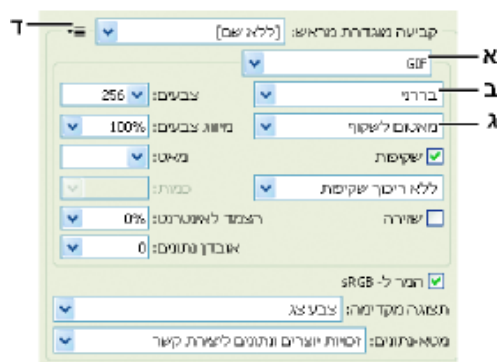 קביעה מוגדרת מראש: [ללא שם] ד
GIF א
בררני צבעים: 256 ב
מאטום לשקוף מיזוג צבעים: 100% ג
שקיפות מאט:
ללא ריכוך שקיפות כמות:
שזירה הצמד לאינטרנט: 0%
אובדן נתונים: 0
המר ל- sRGB
תצוגה מקדימה: צבע צג
מטא-נתונים: זכויות יוצרים ונתונים ליצירת קשר